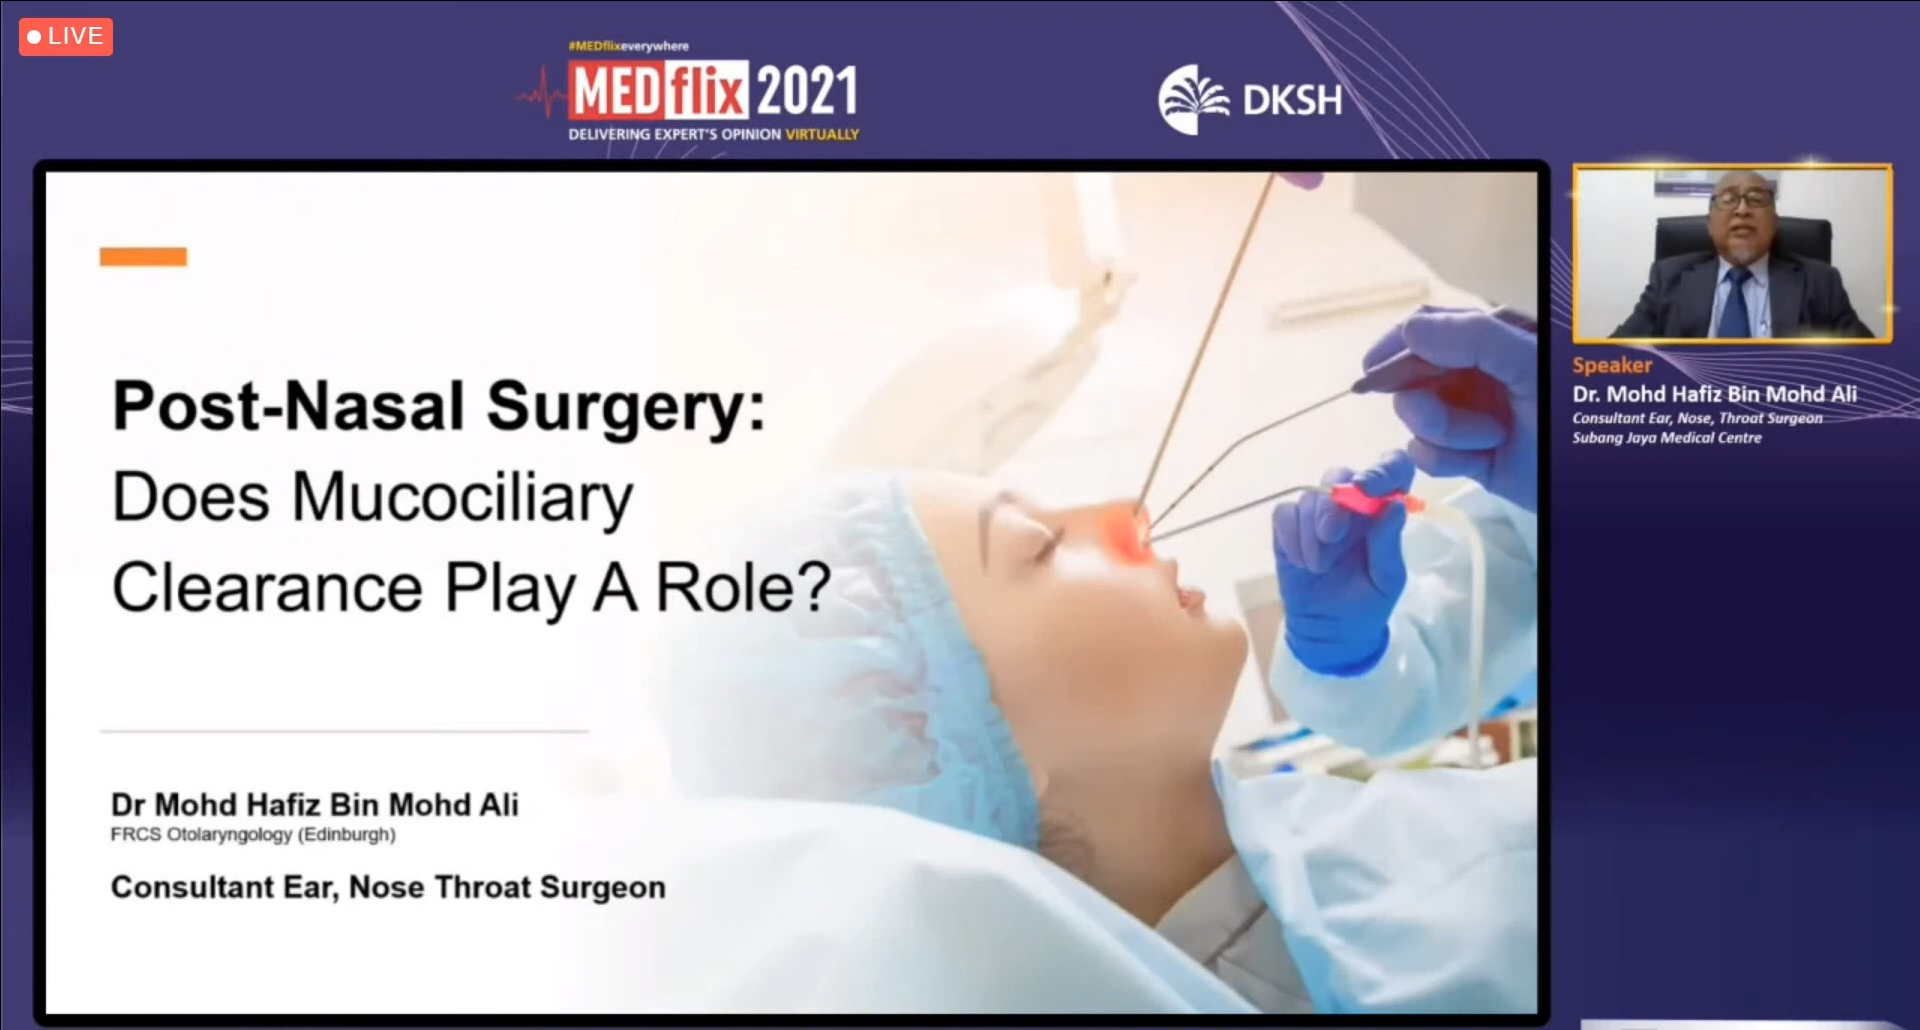 LIVE
#MEDflixeverywhere
MEDflix 2021
DELIVERING EXPERT'S OPINION VIRTUALLY
DKSH
Post-Nasal Surgery:
Does Mucociliary
Clearance Play A Role?
Dr Mohd Hafiz Bin Mohd Ali
FRCS Otolaryngology (Edinburgh)
Consultant Ear, Nose Throat Surgeon
Speaker
Dr. Mohd Hafiz Bin Mohd Ali
Consultant Ear, Nose, Throat Surgeon
Subang Jaya Medical Centre